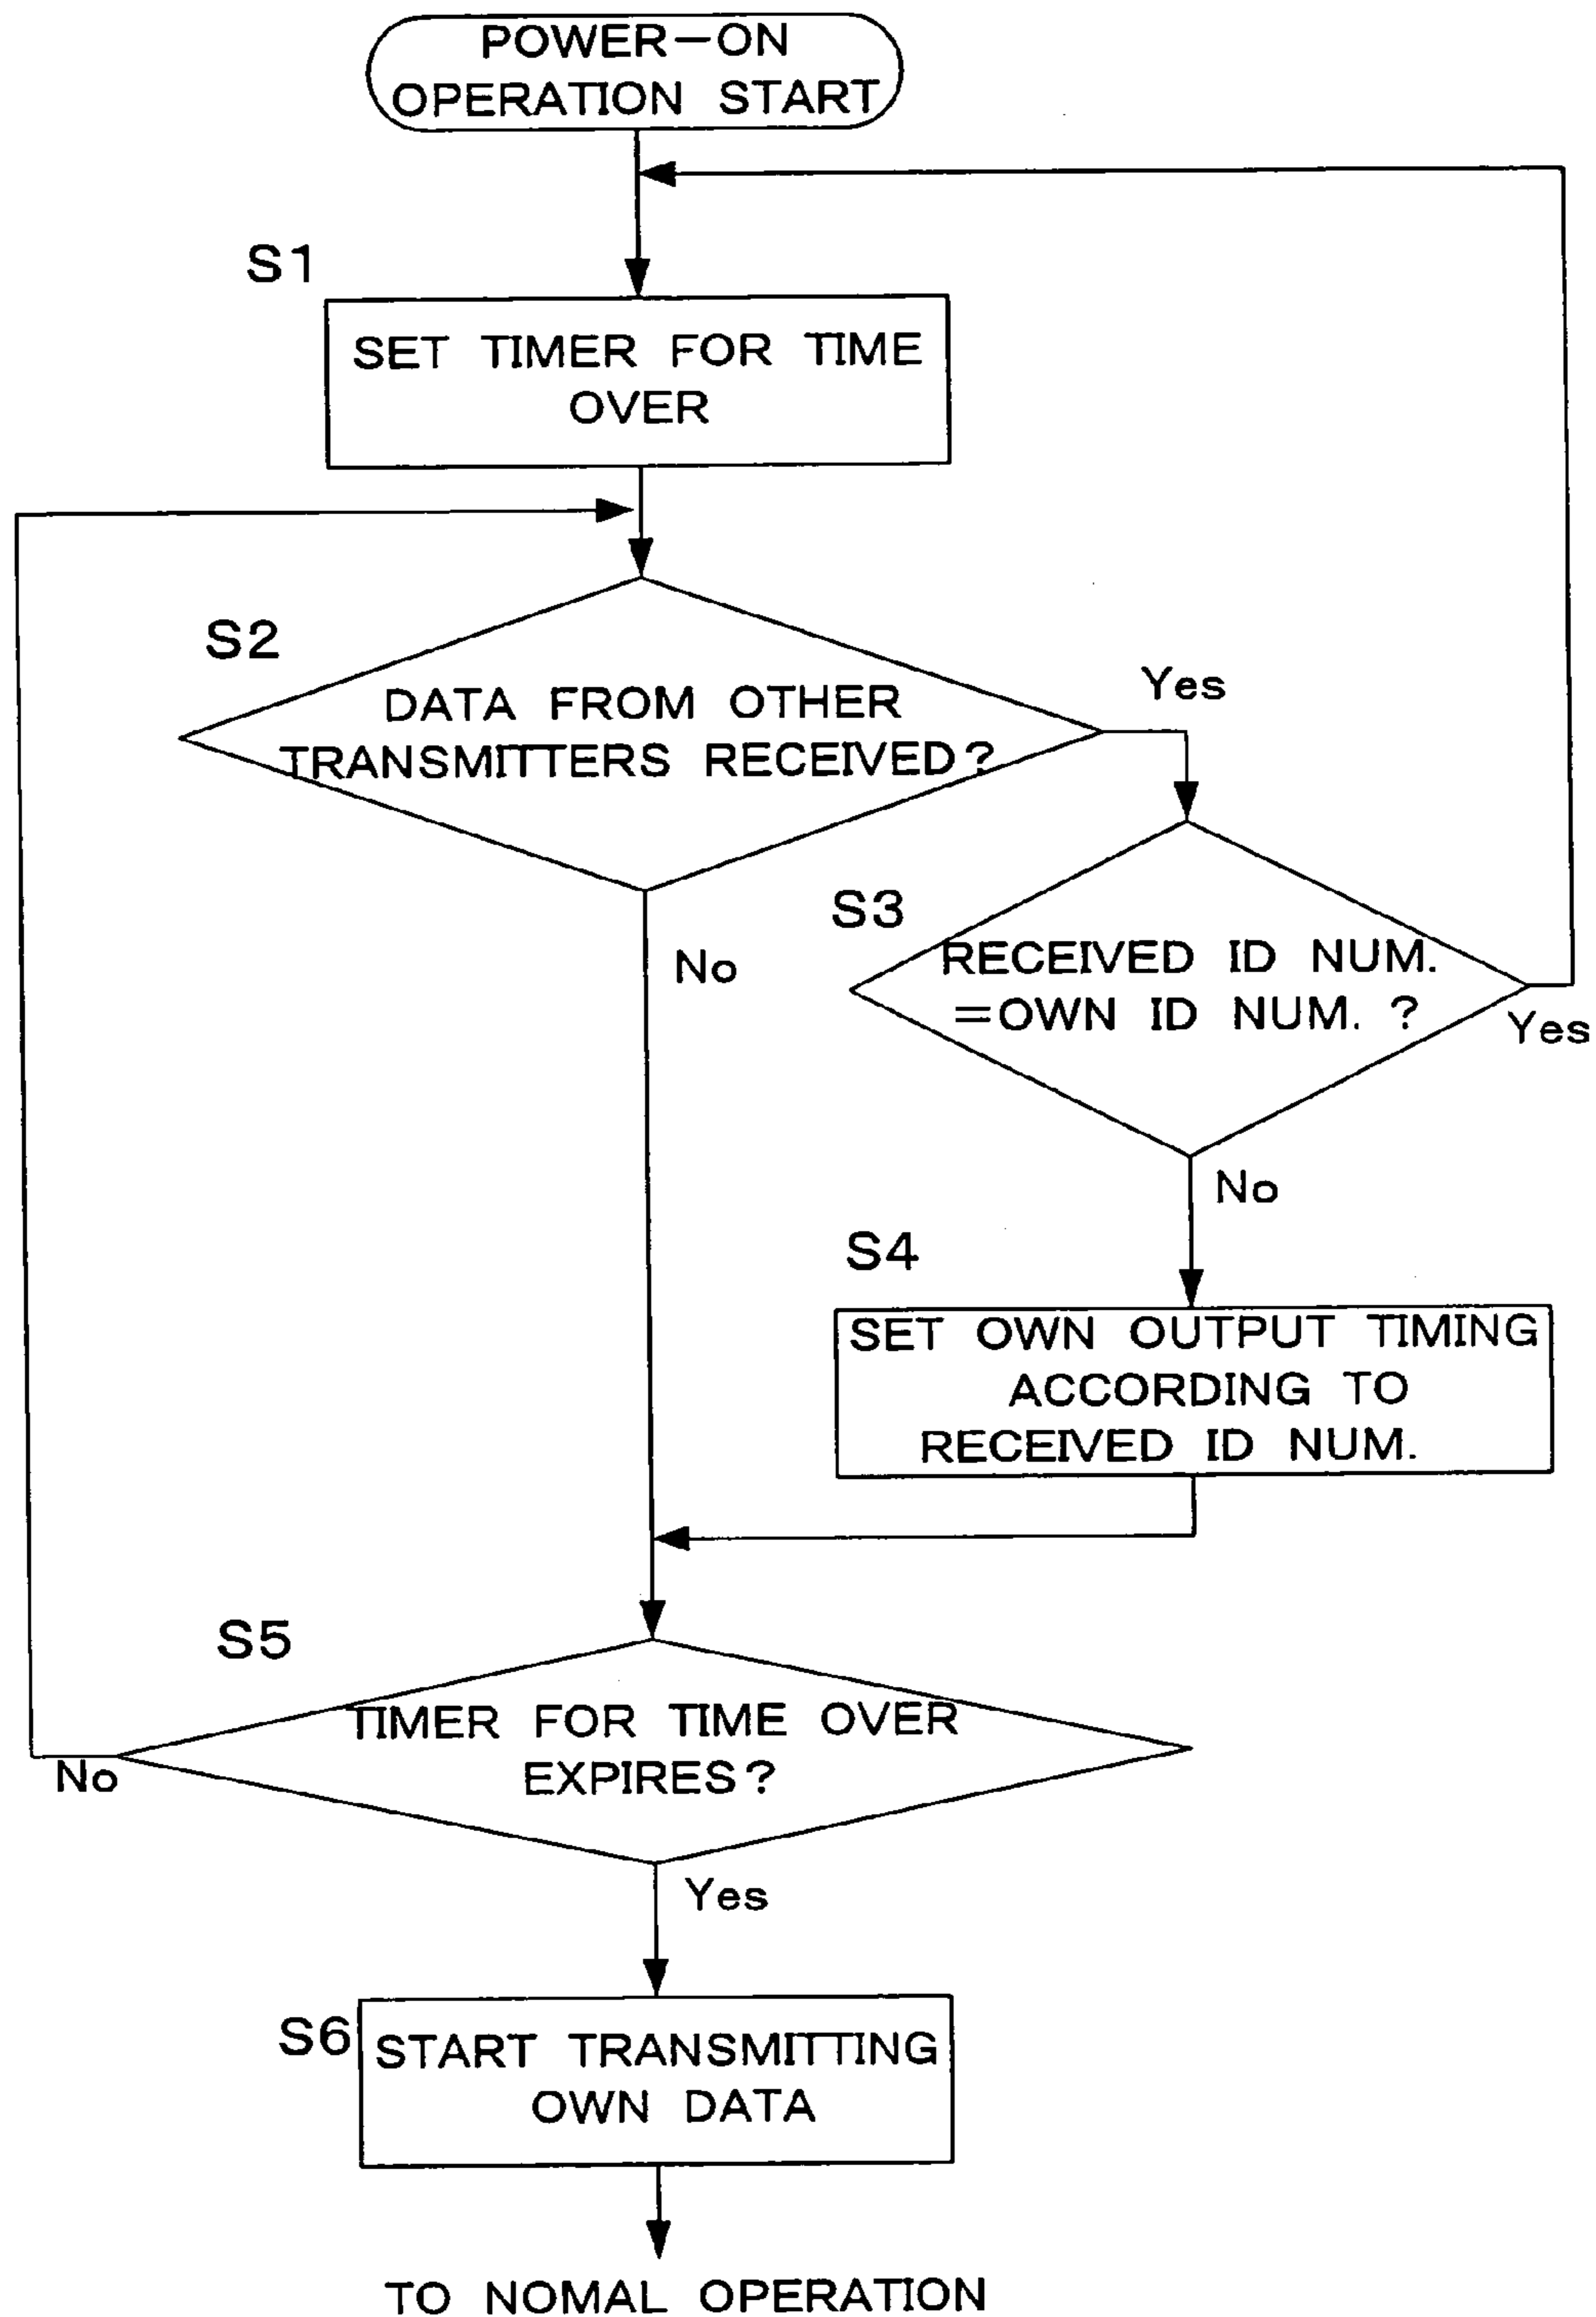 POWER-ON
OPERATION START
S1
SET TIMER FOR TIME
OVER
S2
DATA FROM OTHER
TRANSMITTERS RECEIVED?
Yes
No
S3
RECEIVED ID NUM.
=OWN ID NUM. ?
Yes
No
S4
SET OWN OUTPUT TIMING
ACCORDING TO
RECEIVED ID NUM.
S5
TIMER FOR TIME OVER
EXPIRES?
No
Yes
S6
START TRANSMITTING
OWN DATA
TO NOMAL OPERATION